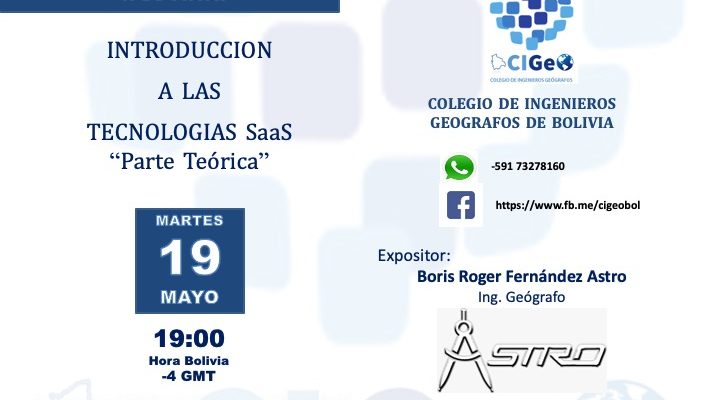 INTRODUCCION
A LAS
TECNOLOGIAS SaaS
“Parte Teórica”
MARTES
19
MAYO
19:00
Hora Bolivia
-4 GMT
CIGeO
COLEGIO DE INGENIEROS GEÓGRAFOS
COLEGIO DE INGENIEROS
GEOGRAFOS DE BOLIVIA
-591 73278160
https://www.fb.me/cigeobol
Expositor:
Boris Roger Fernández Astro
Ing. Geógrafo
ASTRO